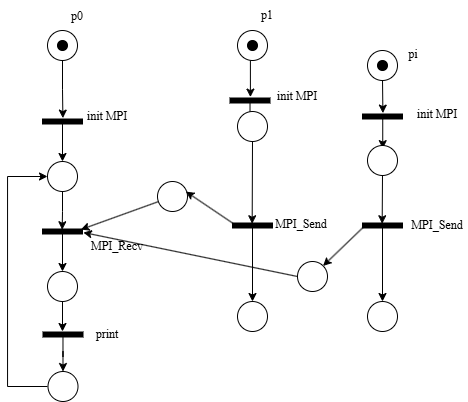 p0
p1
pi
init MPI
init MPI
init MPI
MPI_Send
MPI_Send
MPI_Recv
print